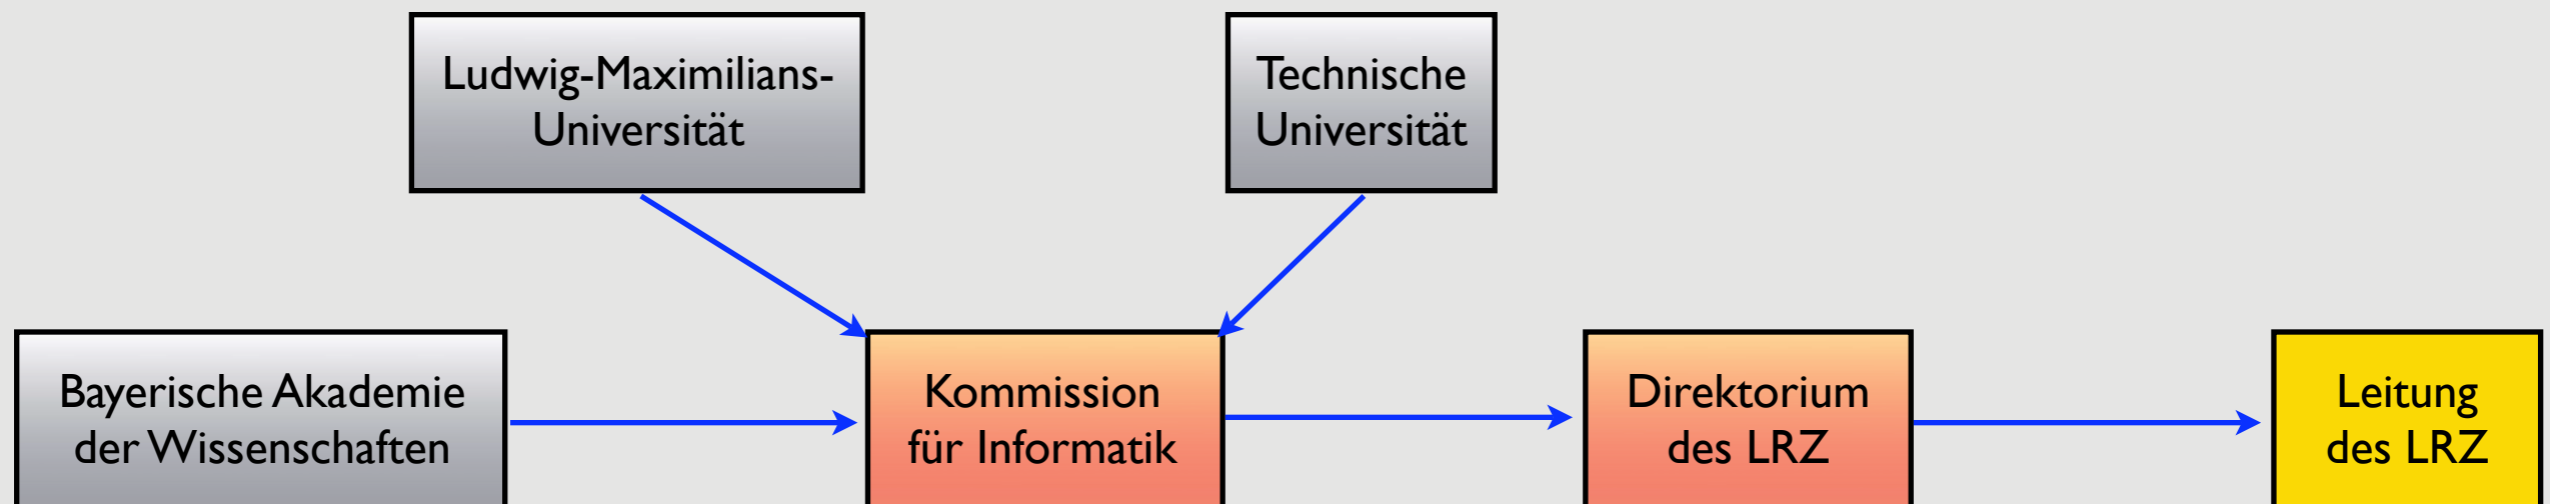 Ludwig-Maximilians-
Universität
Technische
Universität
Bayerische Akademie
der Wissenschaften
Kommission
für Informatik
Direktorium
des LRZ
Leitung
des LRZ